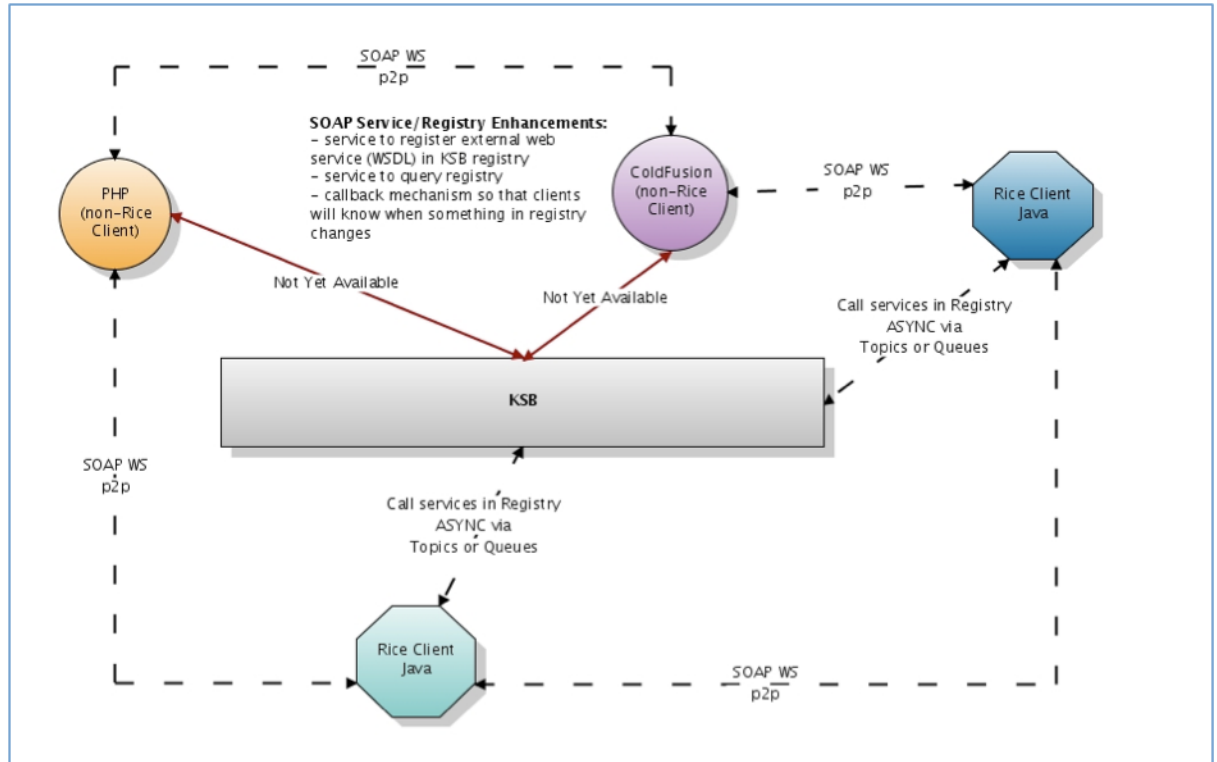 SOAP WS
p2p
SOAP Service/Registry Enhancements:
- service to register external web
service (WSDL) in KSB registry
- service to query registry
- callback mechanism so that clients
will know when something in registry
changes
PHP
(non-Rice
Client)
ColdFusion
(non-Rice
Client)
SOAP WS
p2p
Rice Client
Java
Not Yet Available
Not Yet Available
Call services in Registry
ASYNC via
Topics or Queues
KSB
SOAP WS
p2p
Call services in Registry
ASYNC via
Topics or Queues
Rice Client
Java
SOAP WS
p2p